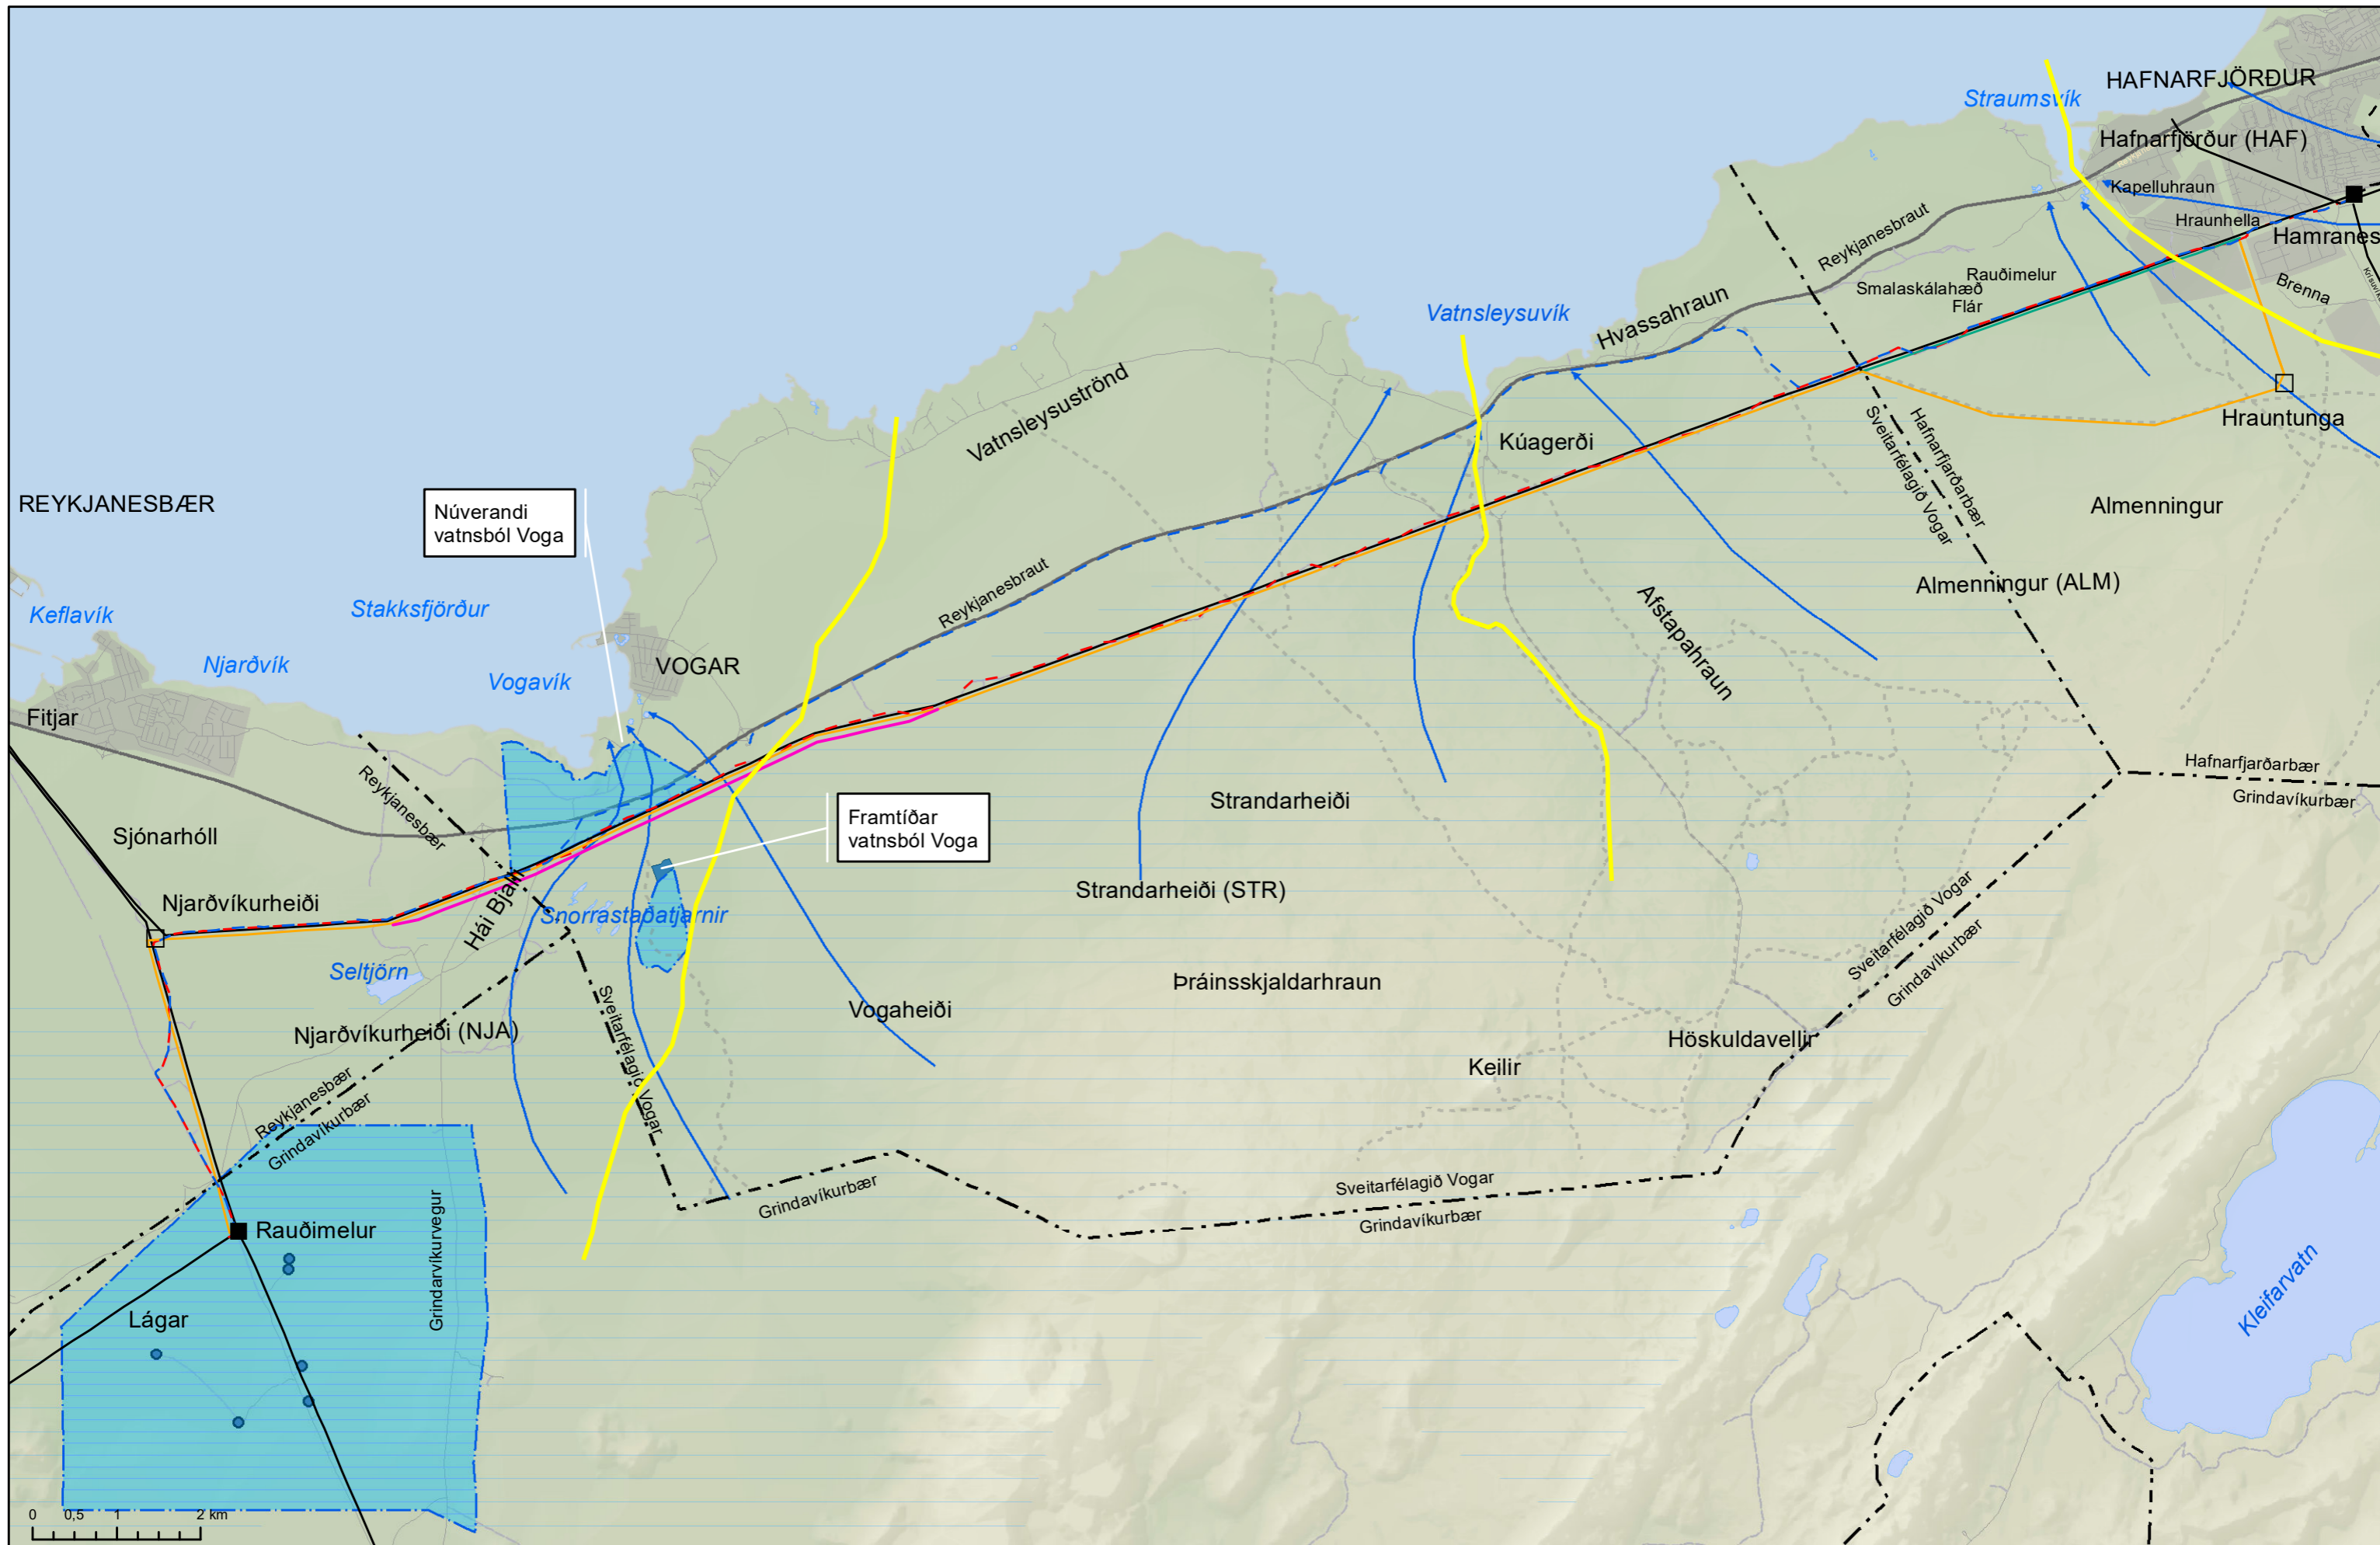 HAFNARFJÖRÐUR
Straumsvík
Hafnarfjörður (HAF)
Kapelluhraun
Hraunhella
Hamranes
Reykjanesbraut
Rauðimelur
Smalaskálahæð
Flár
Brenna
Vatnsleysuvík
Hvassahraun
Vatnsleysuströnd
Kúagerði
Hrauntunga
Hafnarfjarðarbær
Sveitarfélagið Vogar
REYKJANESBÆR
Núverandi
vatnsból Voga
Almenningur
Reykjanesbraut
Almenningur (ALM)
Afstapahraun
Keflavík
Stakksfjörður
Njarðvík
Vogavík
VOGAR
Fitjar
Reykjanesbær
Hafnarfjarðarbær
Grindavíkurbær
Strandarheiði
Framtíðar
vatnsból Voga
Sjónarhóll
Njarðvíkurheiði
Hái Bjalli
Strandarheiði (STR)
Snorrastaðatjarnir
Sveitarfélagið Vogar
Grindavíkurbær
Seltjörn
Þráinsskjaldarhraun
Vogaheiði
Njarðvíkurheiði (NJA)
Höskuldavellir
Keilir
Sveitarfélagið Vogar
Reykjanesbær
Grindavíkurbær
Sveitarfélagið Vogar
Grindavíkurbær
Grindavíkurbær
Rauðimelur
Grindarvíkurvegur
Lágar
Kleifarvatn
0 0,5 1 2 km